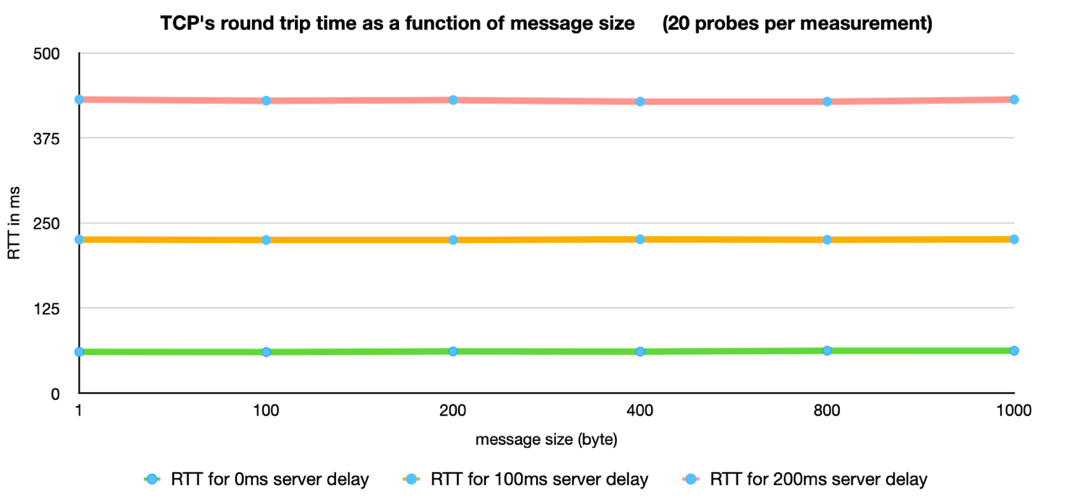 TCP's round trip time as a function of message size (20 probes per measurement)
500
375
250
125
0
RTT in ms
1 100 200 400 800 1000
message size (byte)
RTT for 0ms server delay RTT for 100ms server delay RTT for 200ms server delay